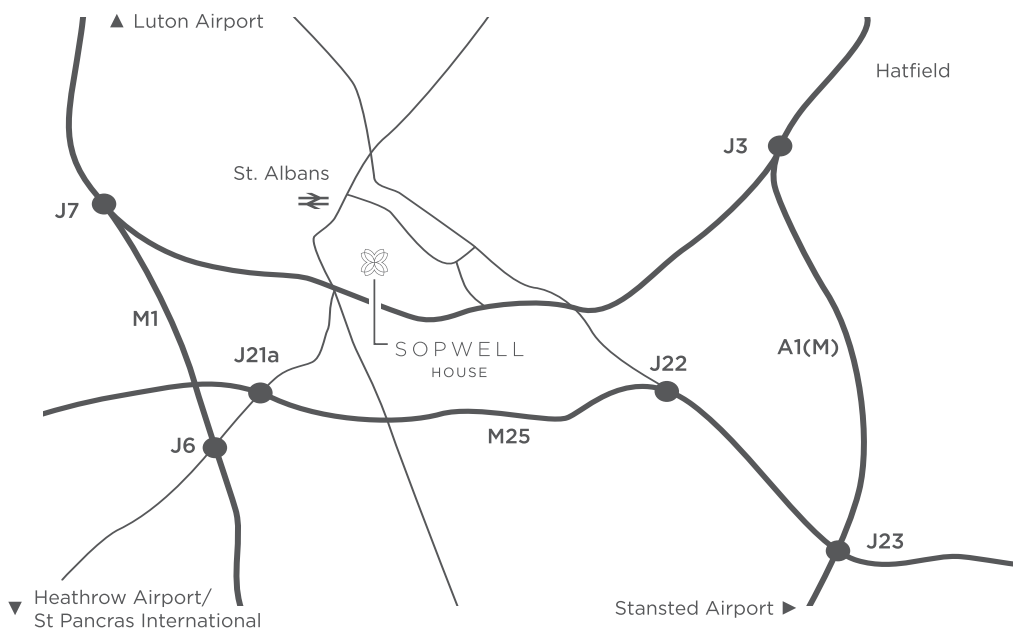 ▲ Luton Airport
Hatfield
J3
St. Albans
J7
M1
SOPWELL
HOUSE
A1(M)
J21a
J22
M25
J6
J23
▼ Heathrow Airport/
St Pancras International
Stansted Airport ►